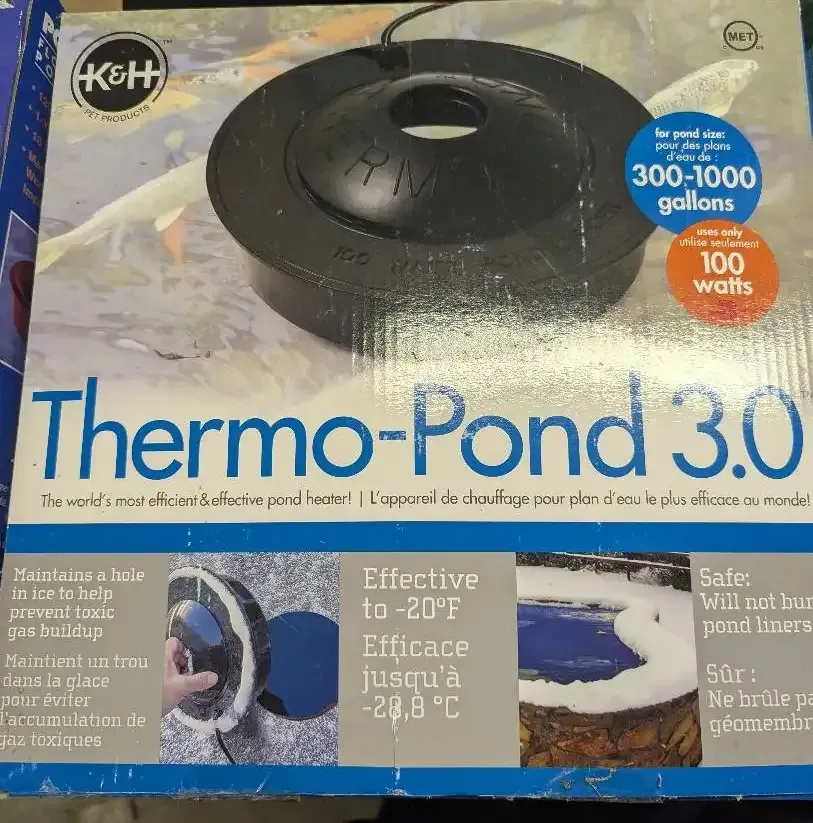 K&H
PET PRODUCTS
MET
for pond size:
pour des plans
d'eau de :
300-1000
gallons
uses only
utilise seulement
100
watts
Thermo-Pond 3.0
The world's most efficient & effective pond heater! | L'appareil de chauffage pour plan d'eau le plus efficace au monde!
Maintains a hole
in ice to help
prevent toxic
gas buildup
Maintient un trou
dans la glace
pour éviter
l'accumulation de
gaz toxiques
Effective
to -20°F
Efficace
jusqu'à
-28,8 °C
Safe:
Will not bur
pond liners
Sûr :
Ne brûle pa
géomembr